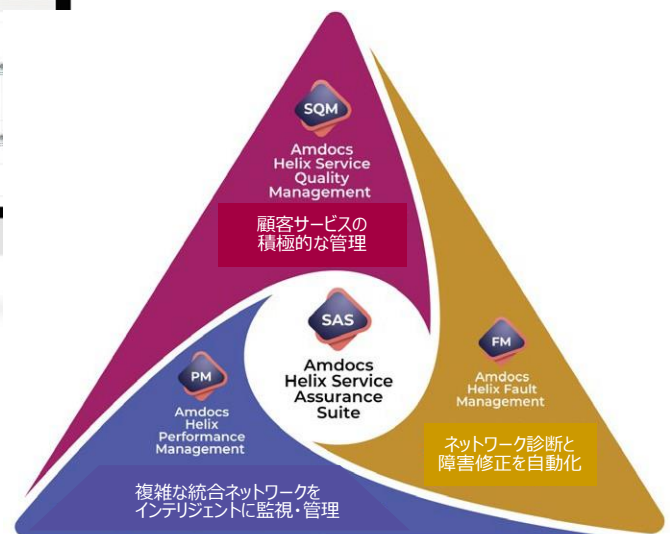 SQM
Amdocs
Helix Service
Quality
Management
顧客サービスの
積極的な管理
SAS
Amdocs
Helix Service
Assurance
Suite
PM
Amdocs
Helix
Performance
Management
複雑な統合ネットワークを
インテリジェントに監視・管理
FM
Amdocs
Helix Fault
Management
ネットワーク診断と
障害修正を自動化